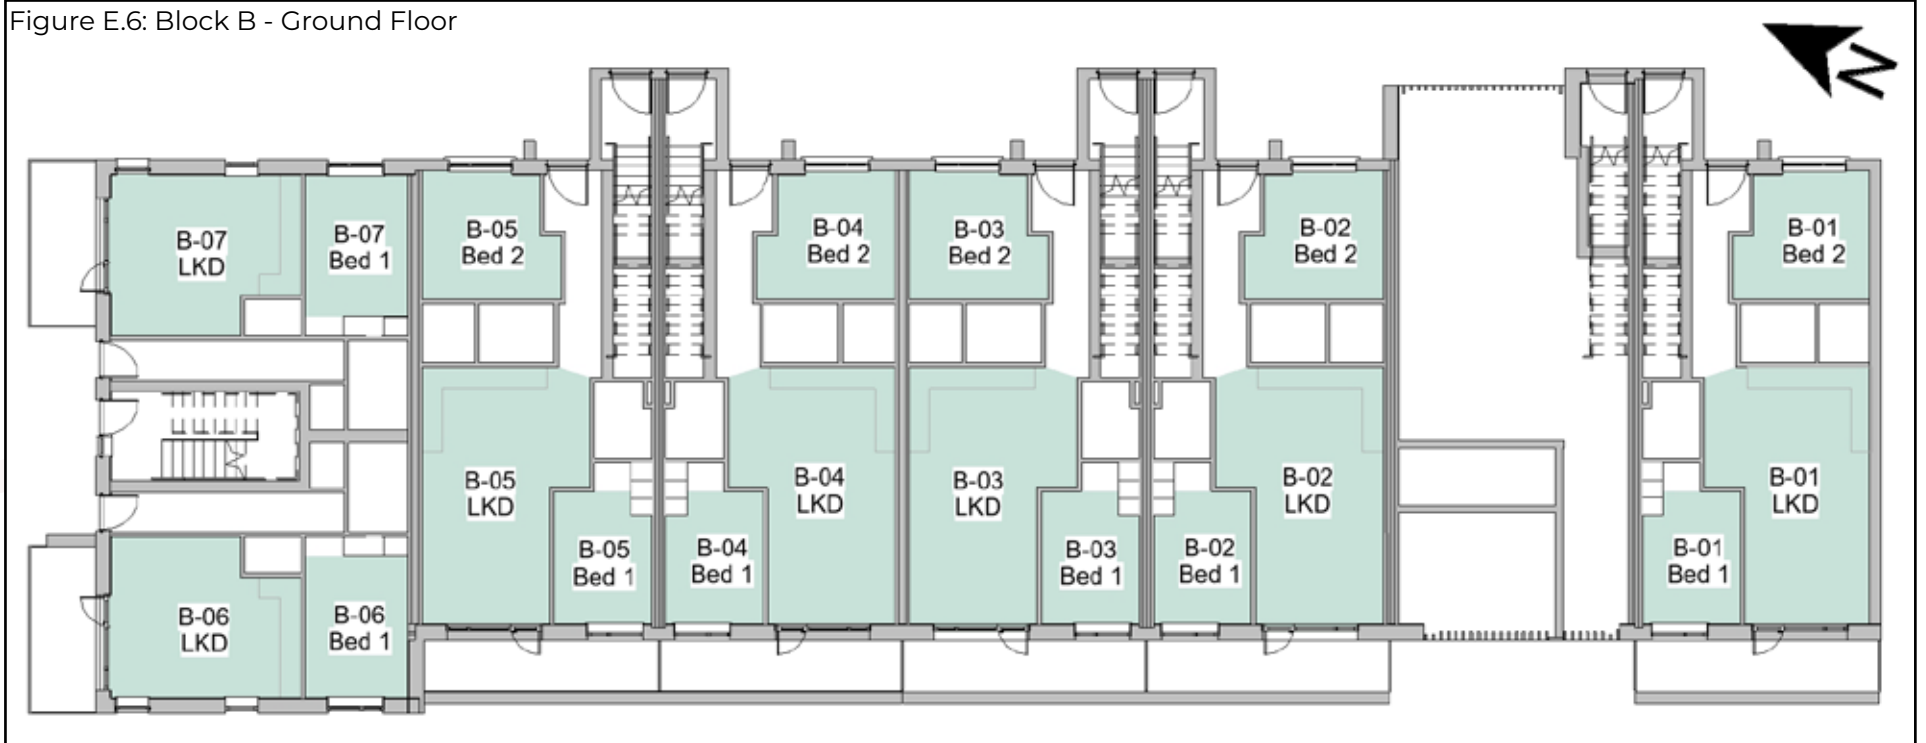 Figure E.6: Block B - Ground Floor
N
B-07
LKD
B-07
Bed 1
B-05
Bed 2
B-04
Bed 2
B-03
Bed 2
B-02
Bed 2
B-01
Bed 2
B-05
LKD
B-04
LKD
B-03
LKD
B-02
LKD
B-01
LKD
B-06
LKD
B-06
Bed 1
B-05
Bed 1
B-04
Bed 1
B-03
Bed 1
B-02
Bed 1
B-01
Bed 1